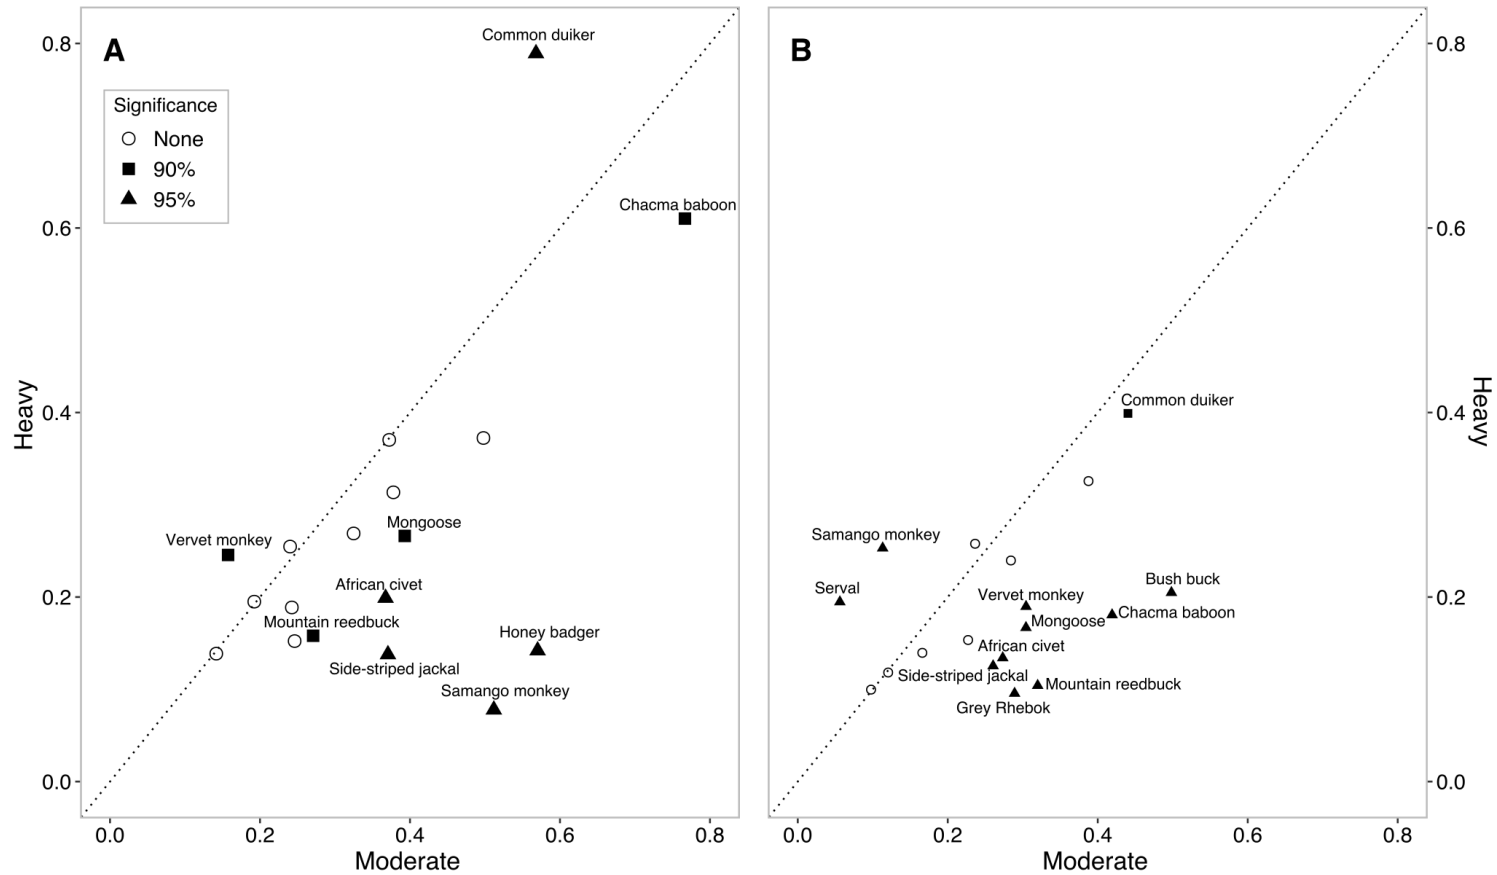 A
Significance
None
90%
95%
Common duiker
Chacma baboon
Vervet monkey
Mongoose
African civet
Mountain reedbuck
Honey badger
Side-striped jackal
Samango monkey
0.8
0.6
0.4
0.2
0.0
Heavy
0.0 0.2 0.4 0.6 0.8
Moderate
B
Common duiker
Samango monkey
Serval
Bush buck
Vervet monkey
Chacma baboon
Mongoose
African civet
Side-striped jackal
Mountain reedbuck
Grey Rhebok
0.8
0.6
0.4
0.2
0.0
Heavy
0.0 0.2 0.4 0.6 0.8
Moderate